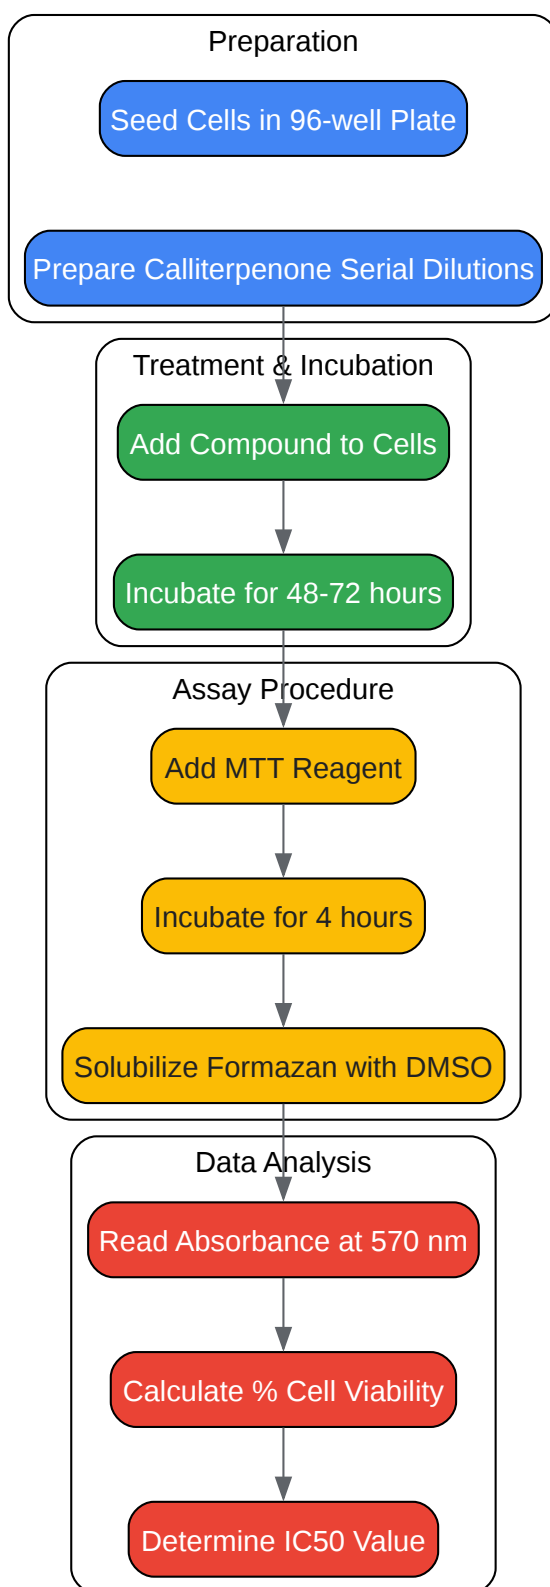 Preparation
Seed Cells in 96-well Plate
Prepare Calliterpenone Serial Dilutions
Treatment & Incubation
Add Compound to Cells
Incubate for 48-72 hours
Assay Procedure
Add MTT Reagent
Incubate for 4 hours
Solubilize Formazan with DMSO
Data Analysis
Read Absorbance at 570 nm
Calculate % Cell Viability
Determine IC50 Value